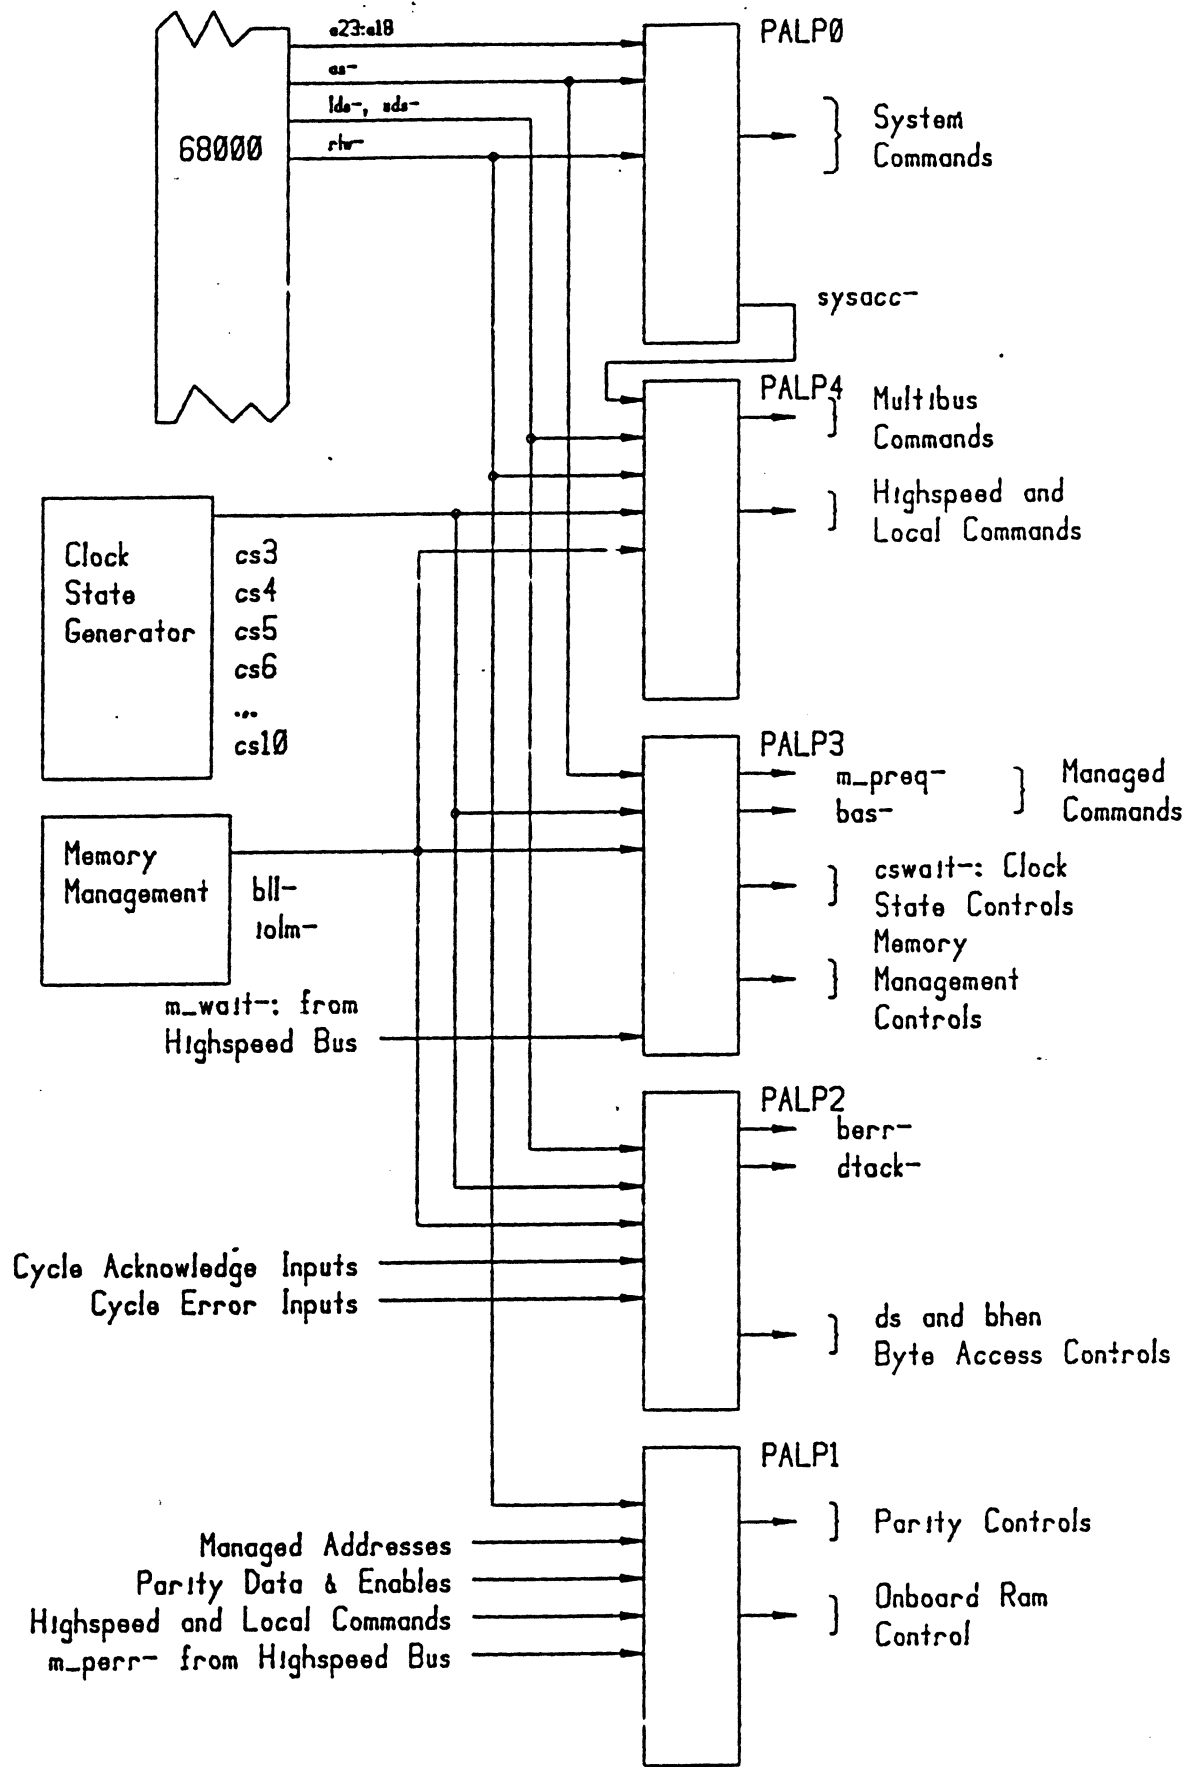 a23:a18
as-
lds-, uds-
r/w-
68000
PALP0
System
Commands
sysacc-
PALP4
Multibus
Commands
Highspeed and
Local Commands
Clock
State
Generator
cs3
cs4
cs5
cs6
...
cs10
PALP3
m_preq-
bas-
Managed
Commands
cswait-: Clock
State Controls
Memory
Management
Controls
Memory
Management
bll-
iolm-
m_wait-: from
Highspeed Bus
PALP2
berr-
dtack-
Cycle Acknowledge Inputs
Cycle Error Inputs
ds and bhen
Byte Access Controls
PALP1
Parity Controls
Managed Addresses
Parity Data & Enables
Highspeed and Local Commands
m_perr- from Highspeed Bus
Onboard Ram
Control